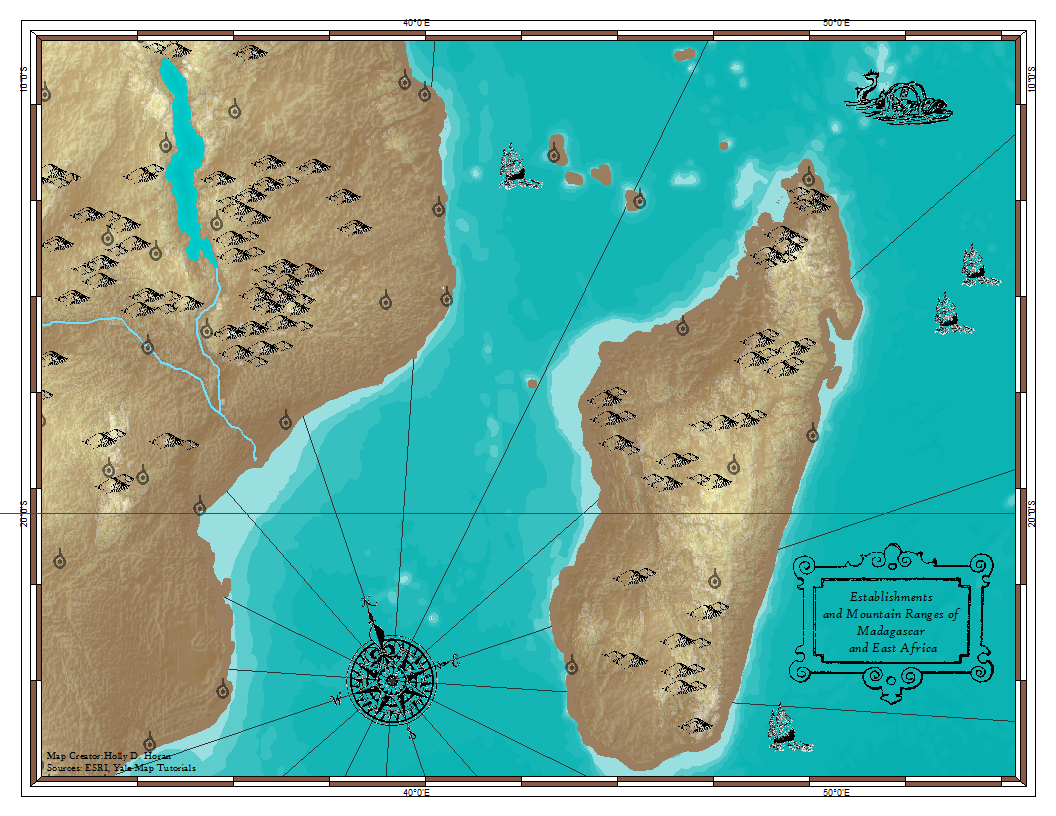 40°0'E
50°0'E
10°0'S
10°0'S
20°0'S
20°0'S
N
E
W
Establishments
and Mountain Ranges of
Madagascar
and East Africa
Map Creator:Holly D. Horan
Sources: ESRI, Yale Map Tutorials
40°0'E
50°0'E